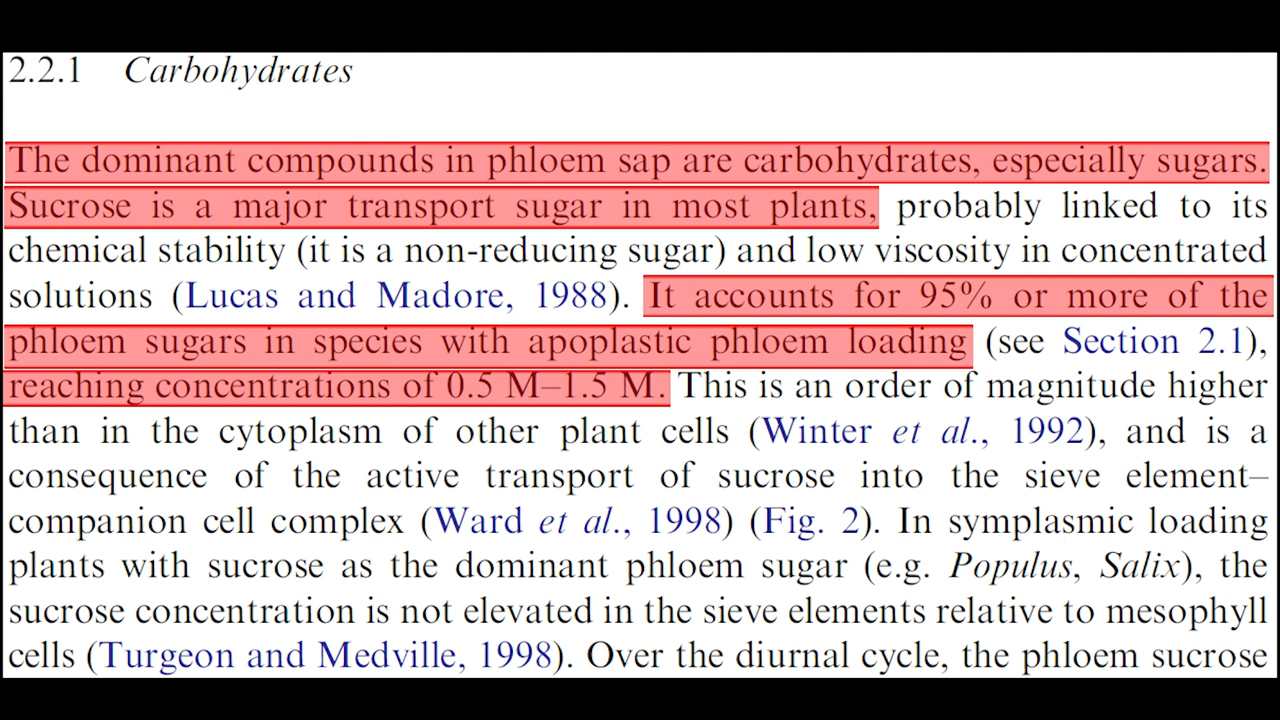 2.2.1 Carbohydrates
The dominant compounds in phloem sap are carbohydrates, especially sugars.
Sucrose is a major transport sugar in most plants, probably linked to its
chemical stability (it is a non-reducing sugar) and low viscosity in concentrated
solutions (Lucas and Madore, 1988). It accounts for 95% or more of the
phloem sugars in species with apoplastic phloem loading (see Section 2.1),
reaching concentrations of 0.5 M–1.5 M. This is an order of magnitude higher
than in the cytoplasm of other plant cells (Winter et al., 1992), and is a
consequence of the active transport of sucrose into the sieve element–
companion cell complex (Ward et al., 1998) (Fig. 2). In symplasmic loading
plants with sucrose as the dominant phloem sugar (e.g. Populus, Salix), the
sucrose concentration is not elevated in the sieve elements relative to mesophyll
cells (Turgeon and Medville, 1998). Over the diurnal cycle, the phloem sucrose